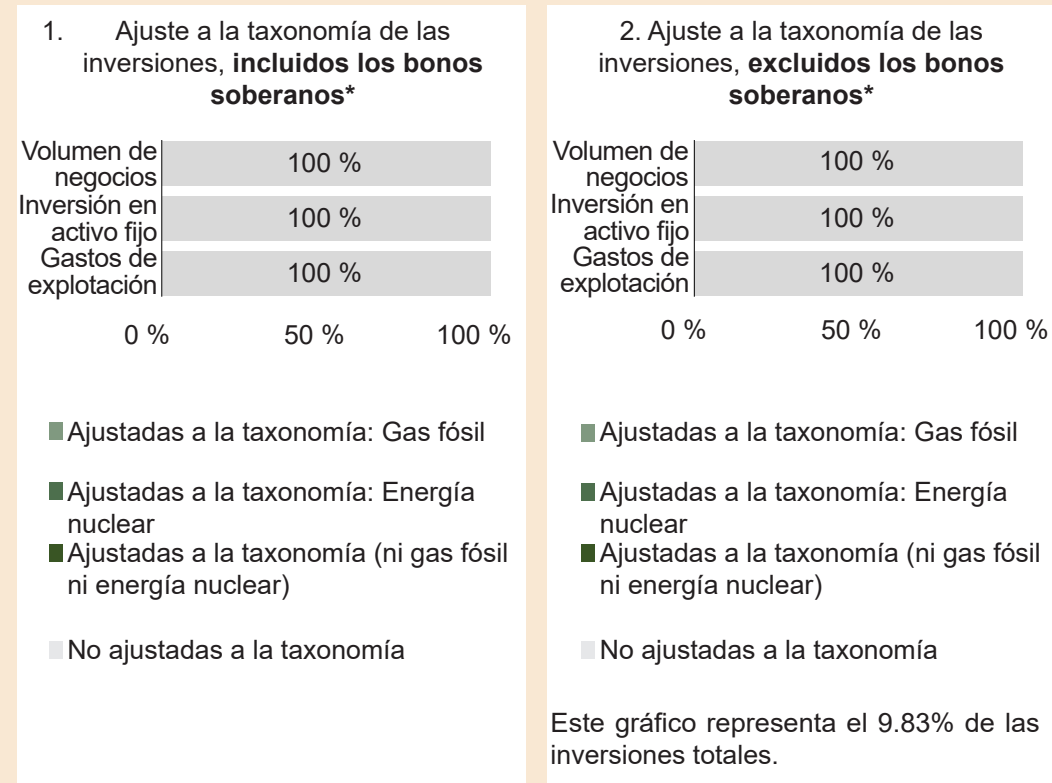 1. Ajuste a la taxonomía de las
inversiones, incluidos los bonos
soberanos*
Volumen de
negocios
100 %
Inversión en
activo fijo
100 %
Gastos de
explotación
100 %
0 % 50 % 100 %
Ajustadas a la taxonomía: Gas fósil
Ajustadas a la taxonomía: Energía
nuclear
Ajustadas a la taxonomía (ni gas fósil
ni energía nuclear)
No ajustadas a la taxonomía
2. Ajuste a la taxonomía de las
inversiones, excluidos los bonos
soberanos*
Volumen de
negocios
100 %
Inversión en
activo fijo
100 %
Gastos de
explotación
100 %
0 % 50 % 100 %
Ajustadas a la taxonomía: Gas fósil
Ajustadas a la taxonomía: Energía
nuclear
Ajustadas a la taxonomía (ni gas fósil
ni energía nuclear)
No ajustadas a la taxonomía
Este gráfico representa el 9.83% de las
inversiones totales.